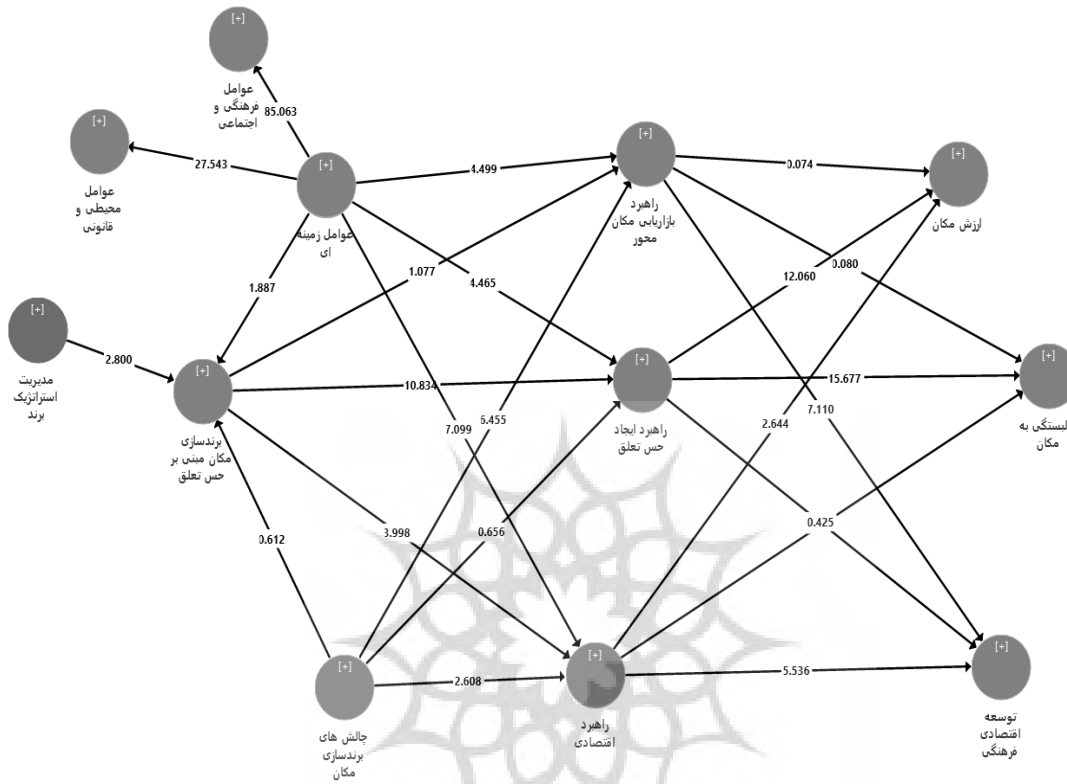 [+]
عوامل
فرهنگی و
اجتماعی
85.063
[+]
عوامل
محیطی و
قانونی
27.543
[+]
عوامل زمینه
ای
4.499
[+]
راهبرد
بازاریابی مکان
محور
0.074
[+]
ارزش مکان
1.887
1.077
4.465
12.060
0.080
[+]
مدیریت
استراتژیک
برند
2.800
[+]
برندسازی
مکان مبنی بر
حس تعلق
10.834
[+]
راهبرد ایجاد
حس تعلق
15.677
[+]
لبستگی به
مکان
7.099
6.455
2.644
7.110
0.612
3.998
0.656
0.425
[+]
چالش های
برندسازی
مکان
2.608
[+]
راهبرد
اقتصادی
5.536
[+]
توسعه
اقتصادی
فرهنگی